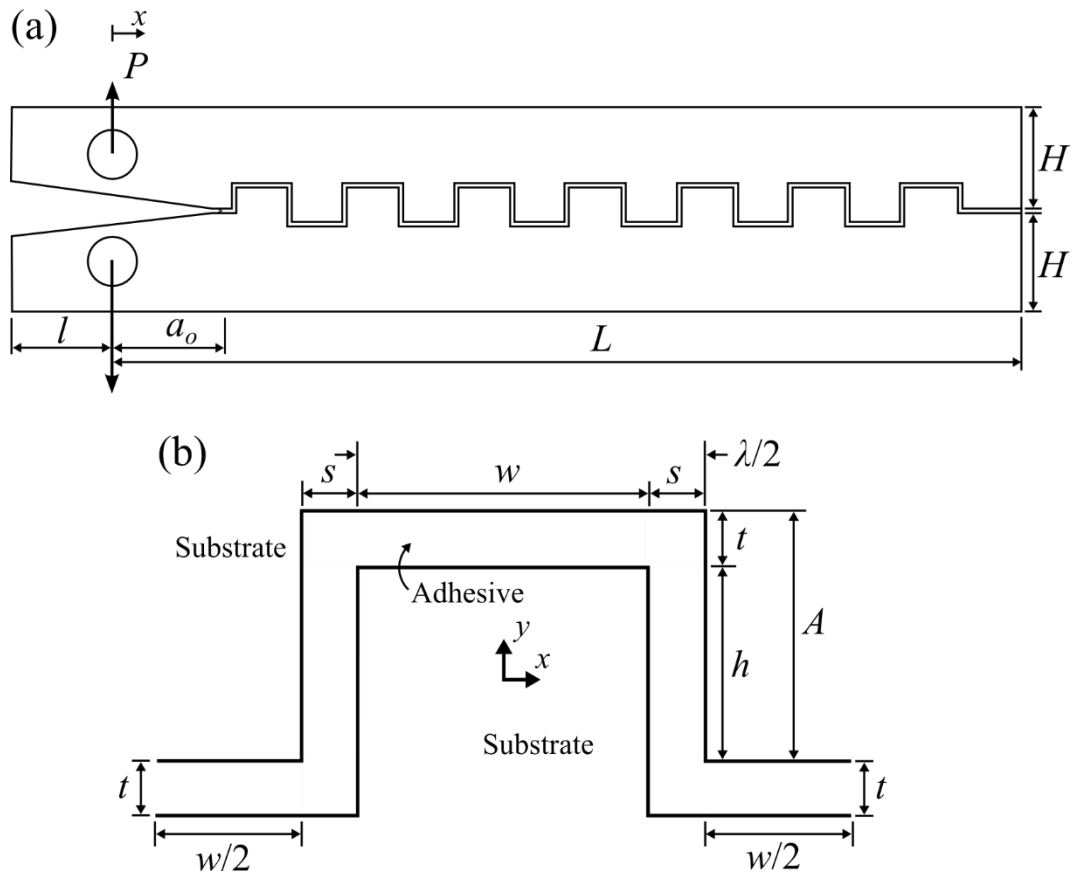 (a)
x
P
H
H
l
a_o
L
(b)
s w s λ/2
Substrate
t
Adhesive
A
y
h
x
Substrate
t
t
w/2
w/2